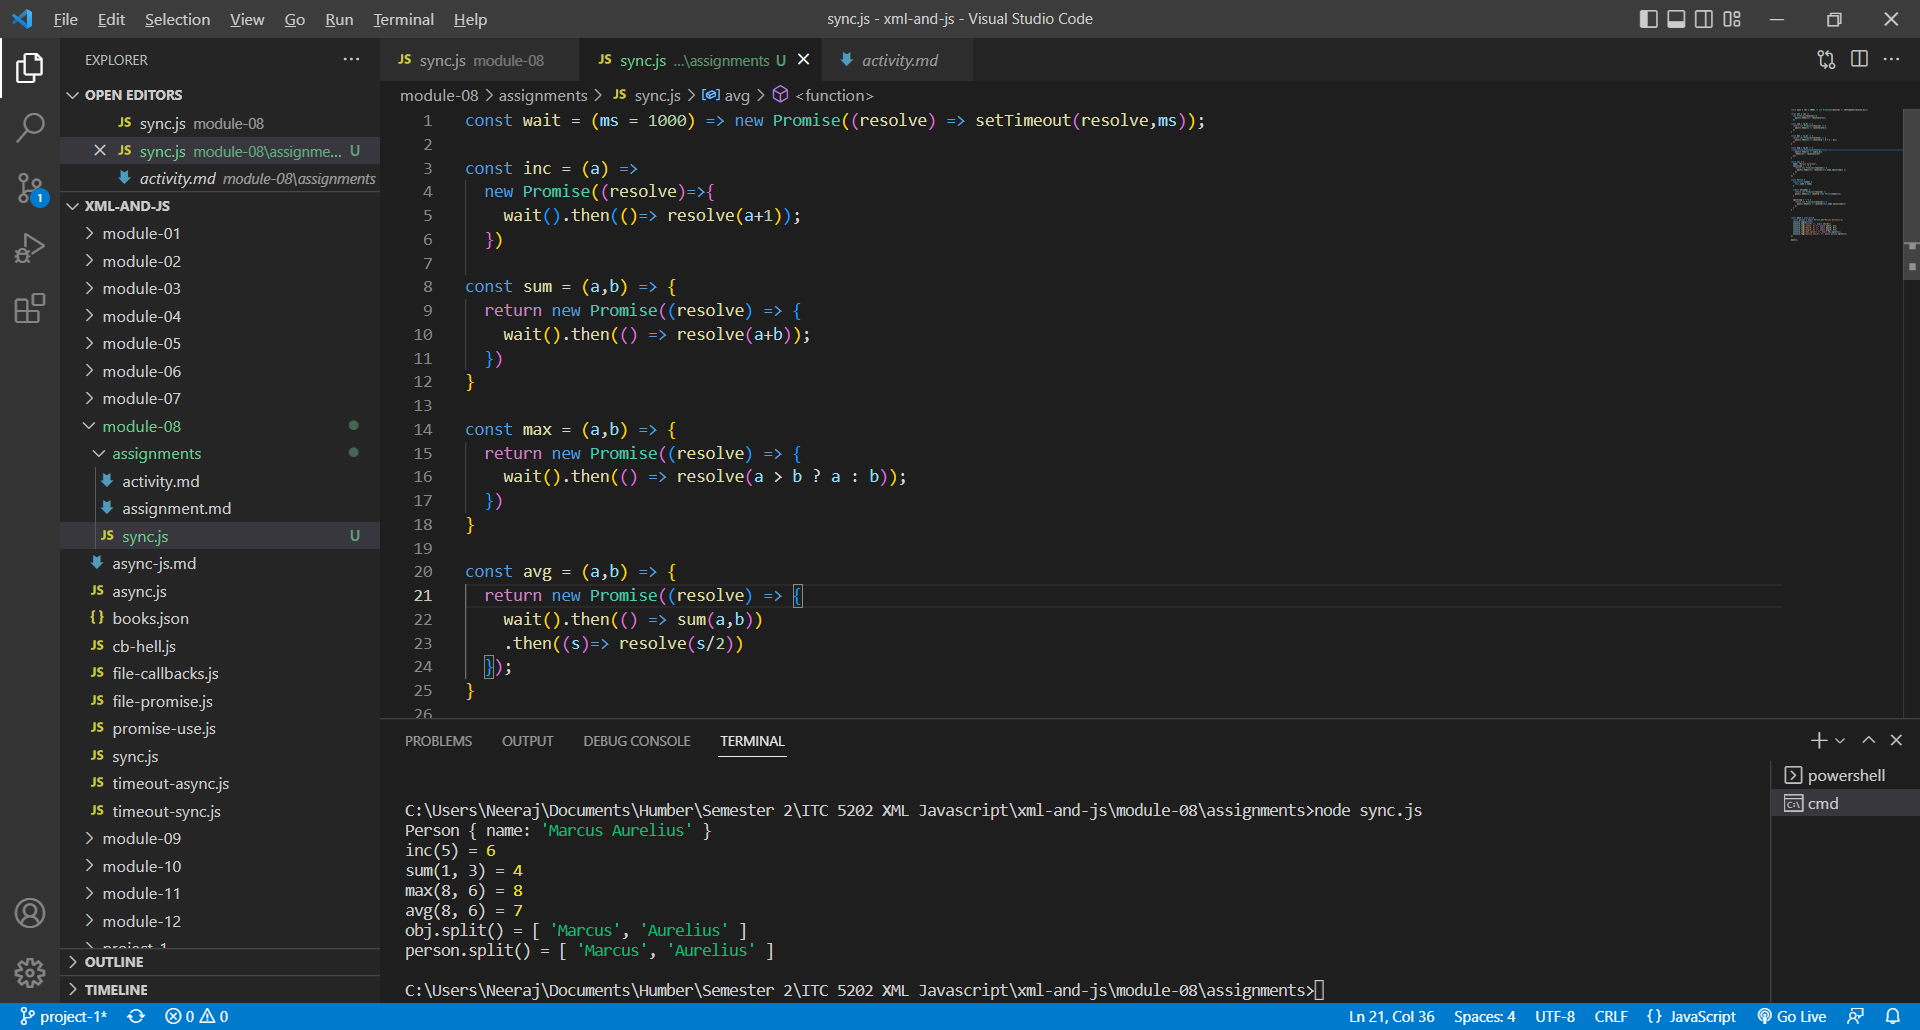 File Edit Selection View Go Run Terminal Help
sync.js - xml-and-js - Visual Studio Code
EXPLORER
OPEN EDITORS
JS sync.js module-08
JS sync.js module-08\assignme... U
activity.md module-08\assignments
XML-AND-JS
module-01
module-02
module-03
module-04
module-05
module-06
module-07
module-08
assignments
activity.md
assignment.md
JS sync.js U
async-js.md
JS async.js
{} books.json
JS cb-hell.js
JS file-callbacks.js
JS file-promise.js
JS promise-use.js
JS sync.js
JS timeout-async.js
JS timeout-sync.js
module-09
module-10
module-11
module-12
project-1
OUTLINE
TIMELINE
1
JS sync.js module-08
JS sync.js ...\assignments U
activity.md
module-08 > assignments > JS sync.js > avg > <function>
1 const wait = (ms = 1000) => new Promise((resolve) => setTimeout(resolve,ms));
2
3 const inc = (a) =>
4 new Promise((resolve)=>{
5 wait().then(()=> resolve(a+1));
6 })
7
8 const sum = (a,b) => {
9 return new Promise((resolve) => {
10 wait().then(() => resolve(a+b));
11 })
12 }
13
14 const max = (a,b) => {
15 return new Promise((resolve) => {
16 wait().then(() => resolve(a > b ? a : b));
17 })
18 }
19
20 const avg = (a,b) => {
21 return new Promise((resolve) => {
22 wait().then(() => sum(a,b))
23 .then((s)=> resolve(s/2))
24 });
25 }
26
PROBLEMS OUTPUT DEBUG CONSOLE TERMINAL
powershell
cmd
C:\Users\Neeraj\Documents\Humber\Semester 2\ITC 5202 XML Javascript\xml-and-js\module-08\assignments>node sync.js
Person { name: 'Marcus Aurelius' }
inc(5) = 6
sum(1, 3) = 4
max(8, 6) = 8
avg(8, 6) = 7
obj.split() = [ 'Marcus', 'Aurelius' ]
person.split() = [ 'Marcus', 'Aurelius' ]
C:\Users\Neeraj\Documents\Humber\Semester 2\ITC 5202 XML Javascript\xml-and-js\module-08\assignments>
project-1* 0 0
Ln 21, Col 36 Spaces: 4 UTF-8 CRLF {} JavaScript Go Live